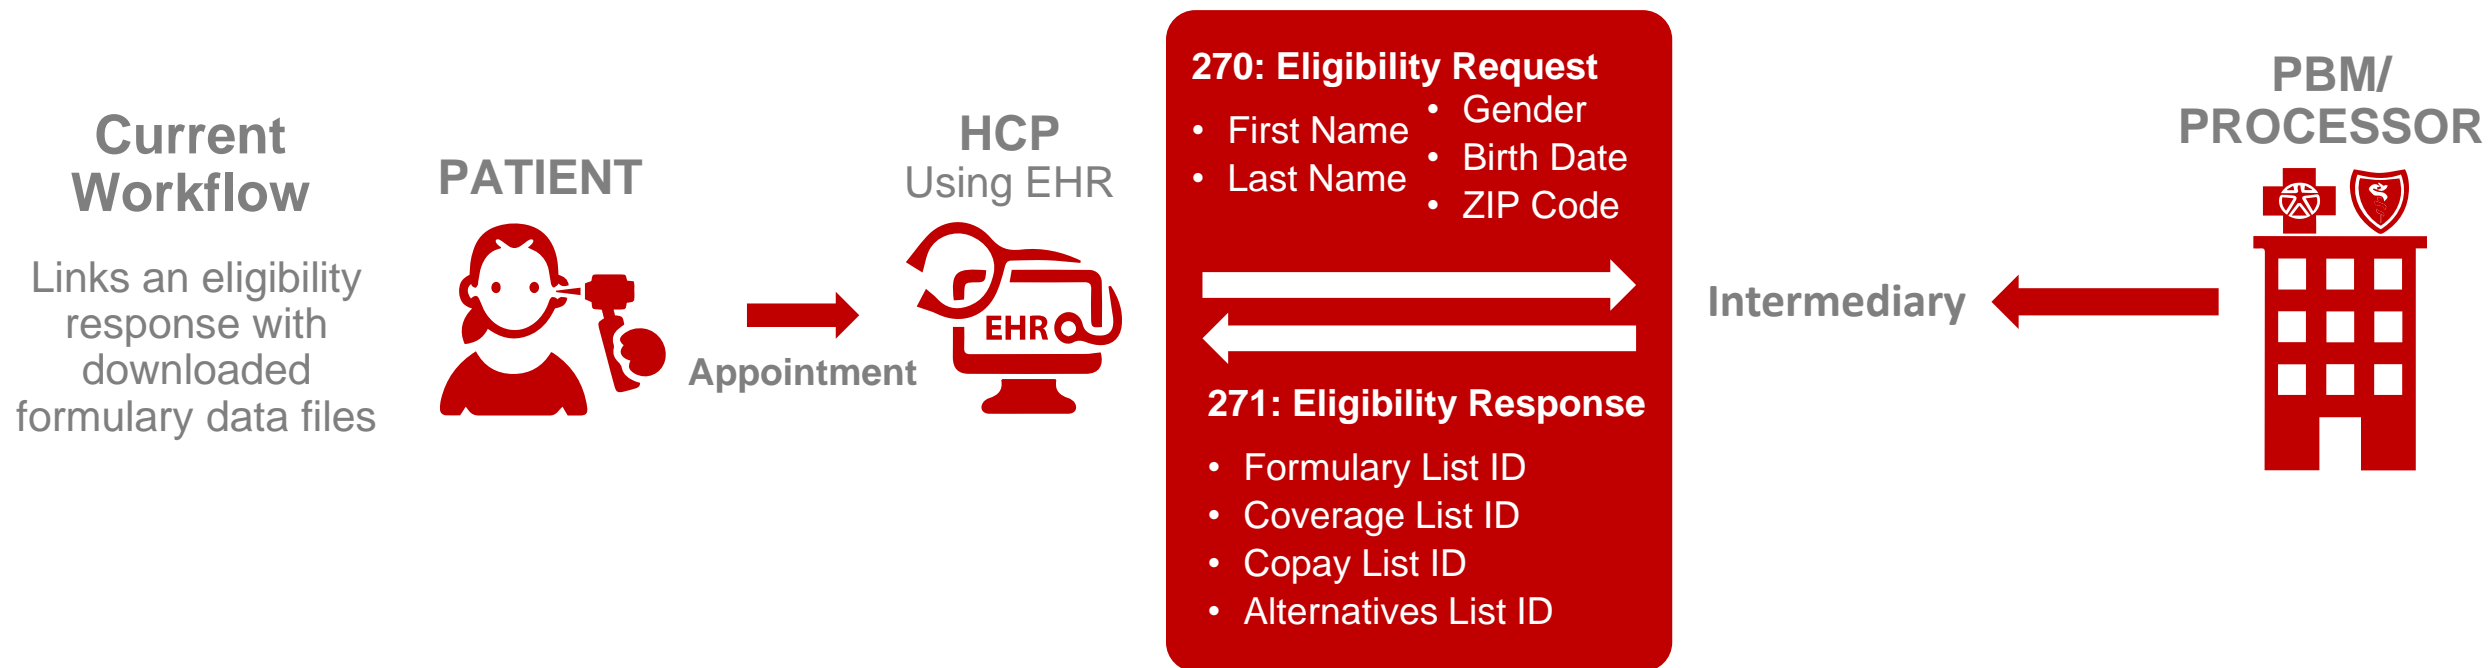 Current
Workflow
Links an eligibility
response with
downloaded
formulary data files
PATIENT
Appointment
HCP
Using EHR
EHR
270: Eligibility Request
• First Name
• Last Name
• Gender
• Birth Date
• ZIP Code
271: Eligibility Response
• Formulary List ID
• Coverage List ID
• Copay List ID
• Alternatives List ID
Intermediary
PBM/
PROCESSOR